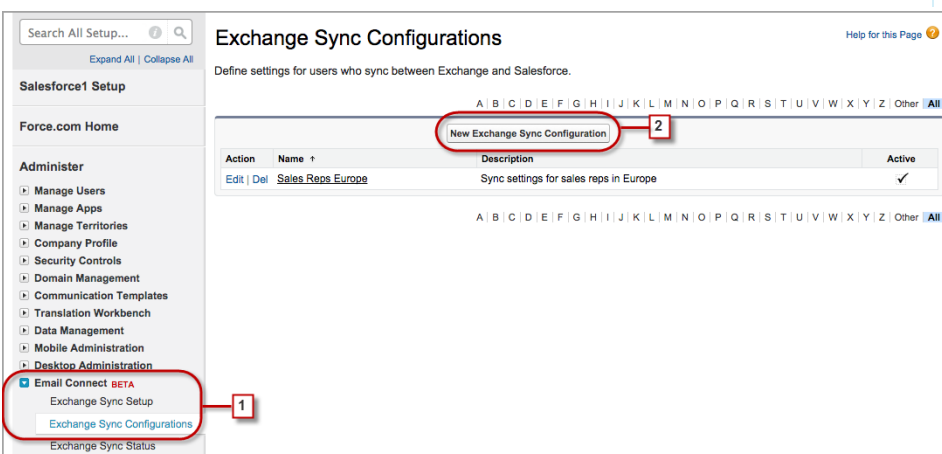 Search All Setup...
Expand All | Collapse All
Salesforce1 Setup
Force.com Home
Administer
Manage Users
Manage Apps
Manage Territories
Company Profile
Security Controls
Domain Management
Communication Templates
Translation Workbench
Data Management
Mobile Administration
Desktop Administration
Email Connect BETA
Exchange Sync Setup
Exchange Sync Configurations
Exchange Sync Status
1
Exchange Sync Configurations
Help for this Page ?
Define settings for users who sync between Exchange and Salesforce.
A | B | C | D | E | F | G | H | I | J | K | L | M | N | O | P | Q | R | S | T | U | V | W | X | Y | Z | Other | All
New Exchange Sync Configuration
2
Action Name ↑ Description Active
Edit | Del Sales Reps Europe Sync settings for sales reps in Europe ✓
A | B | C | D | E | F | G | H | I | J | K | L | M | N | O | P | Q | R | S | T | U | V | W | X | Y | Z | Other | All